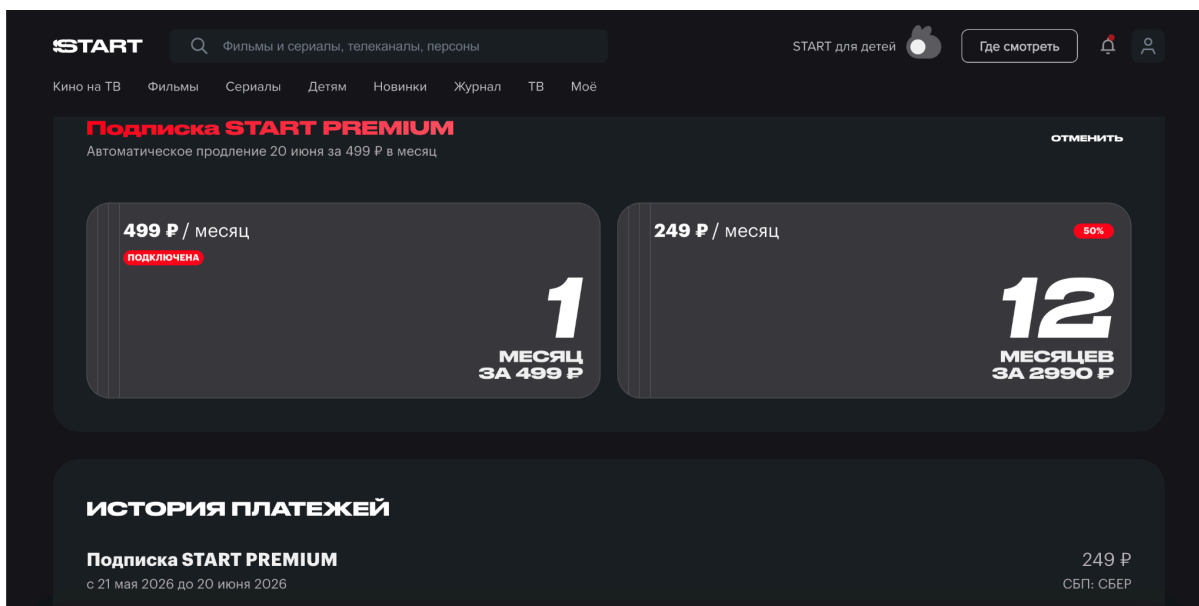 START
Фильмы и сериалы, телеканалы, персоны
START для детей
Где смотреть
Кино на ТВ Фильмы Сериалы Детям Новинки Журнал ТВ Моё
Подписка START PREMIUM
ОТМЕНИТЬ
Автоматическое продление 20 июня за 499 ₽ в месяц
499 ₽ / месяц
ПОДКЛЮЧЕНА
1
МЕСЯЦ
ЗА 499 ₽
249 ₽ / месяц
50%
12
МЕСЯЦЕВ
ЗА 2990 ₽
ИСТОРИЯ ПЛАТЕЖЕЙ
Подписка START PREMIUM
249 ₽
с 21 мая 2026 до 20 июня 2026
СБП: СБЕР